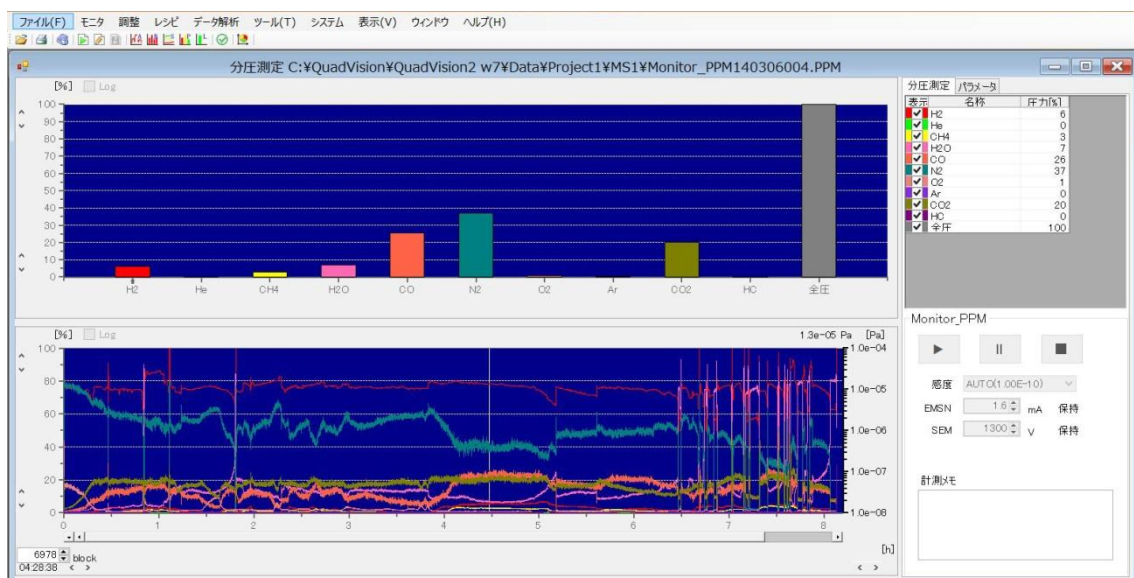 ファイル(F) モニタ 調整 レシピ データ解析 ツール(T) システム 表示(V) ウィンドウ ヘルプ(H)
分圧測定 C:¥QuadVision¥QuadVision2 w7¥Data¥Project1¥MS1¥Monitor_PPM140306004.PPM
[%] Log
100
90
80
70
60
50
40
30
20
10
0
H2 He CH4 H2O CO N2 O2 Ar CO2 HC 全圧
[%] Log 1.3e-05 Pa [Pa]
100 1.0e-04
80 1.0e-05
60 1.0e-06
40
20 1.0e-07
0 1.0e-08
0 1 2 3 4 5 6 7 8
[h]
6978 block
04:28:38
分圧測定 パラメータ
表示 名称 圧力[%]
H2 6
He 0
CH4 3
H2O 7
CO 26
N2 37
O2 1
Ar 0
CO2 20
HC 0
全圧 100
Monitor_PPM
感度 AUTO(1.00E-10)
EMSN 1.6 mA 保持
SEM 1300 V 保持
計測メモ